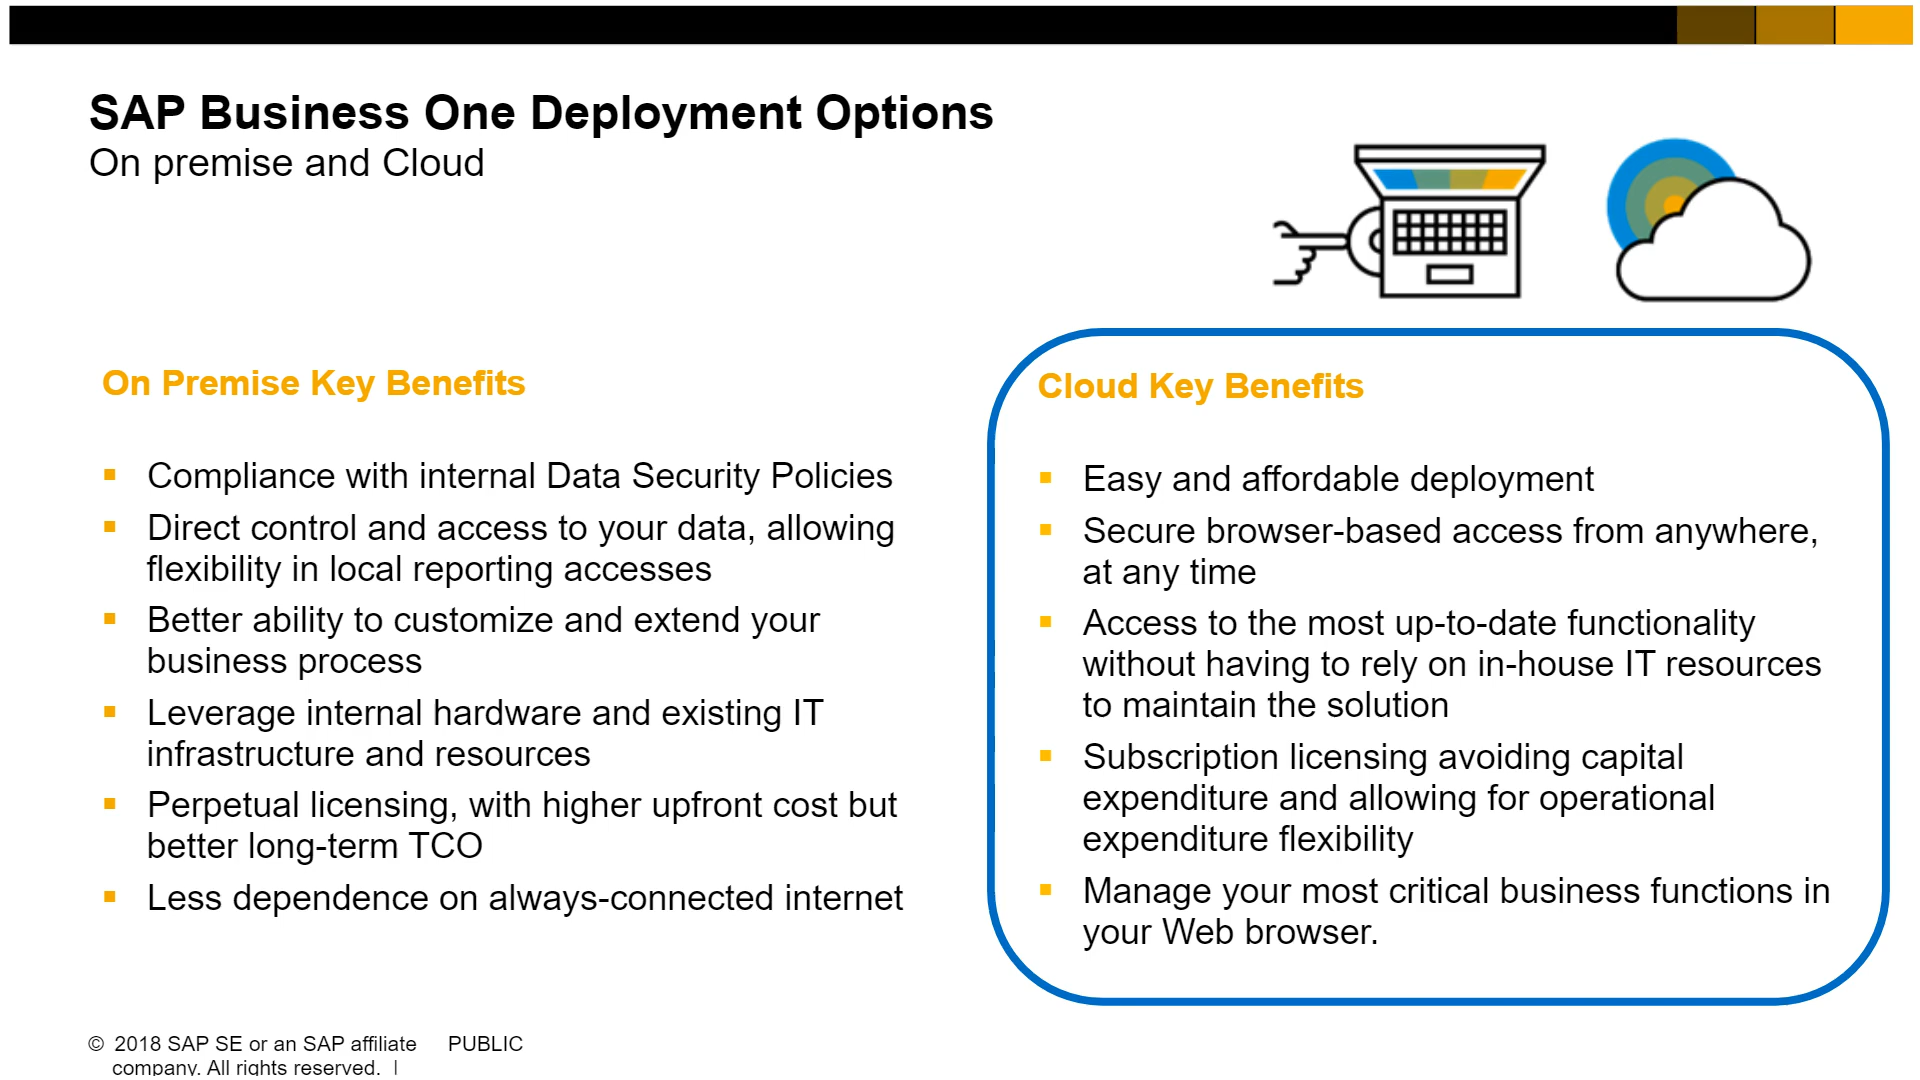 SAP Business One Deployment Options
On premise and Cloud
On Premise Key Benefits
Compliance with internal Data Security Policies
Direct control and access to your data, allowing
flexibility in local reporting accesses
Better ability to customize and extend your
business process
Leverage internal hardware and existing IT
infrastructure and resources
Perpetual licensing, with higher upfront cost but
better long-term TCO
Less dependence on always-connected internet
Cloud Key Benefits
Easy and affordable deployment
Secure browser-based access from anywhere,
at any time
Access to the most up-to-date functionality
without having to rely on in-house IT resources
to maintain the solution
Subscription licensing avoiding capital
expenditure and allowing for operational
expenditure flexibility
Manage your most critical business functions in
your Web browser.
© 2018 SAP SE or an SAP affiliate PUBLIC
company. All rights reserved. |